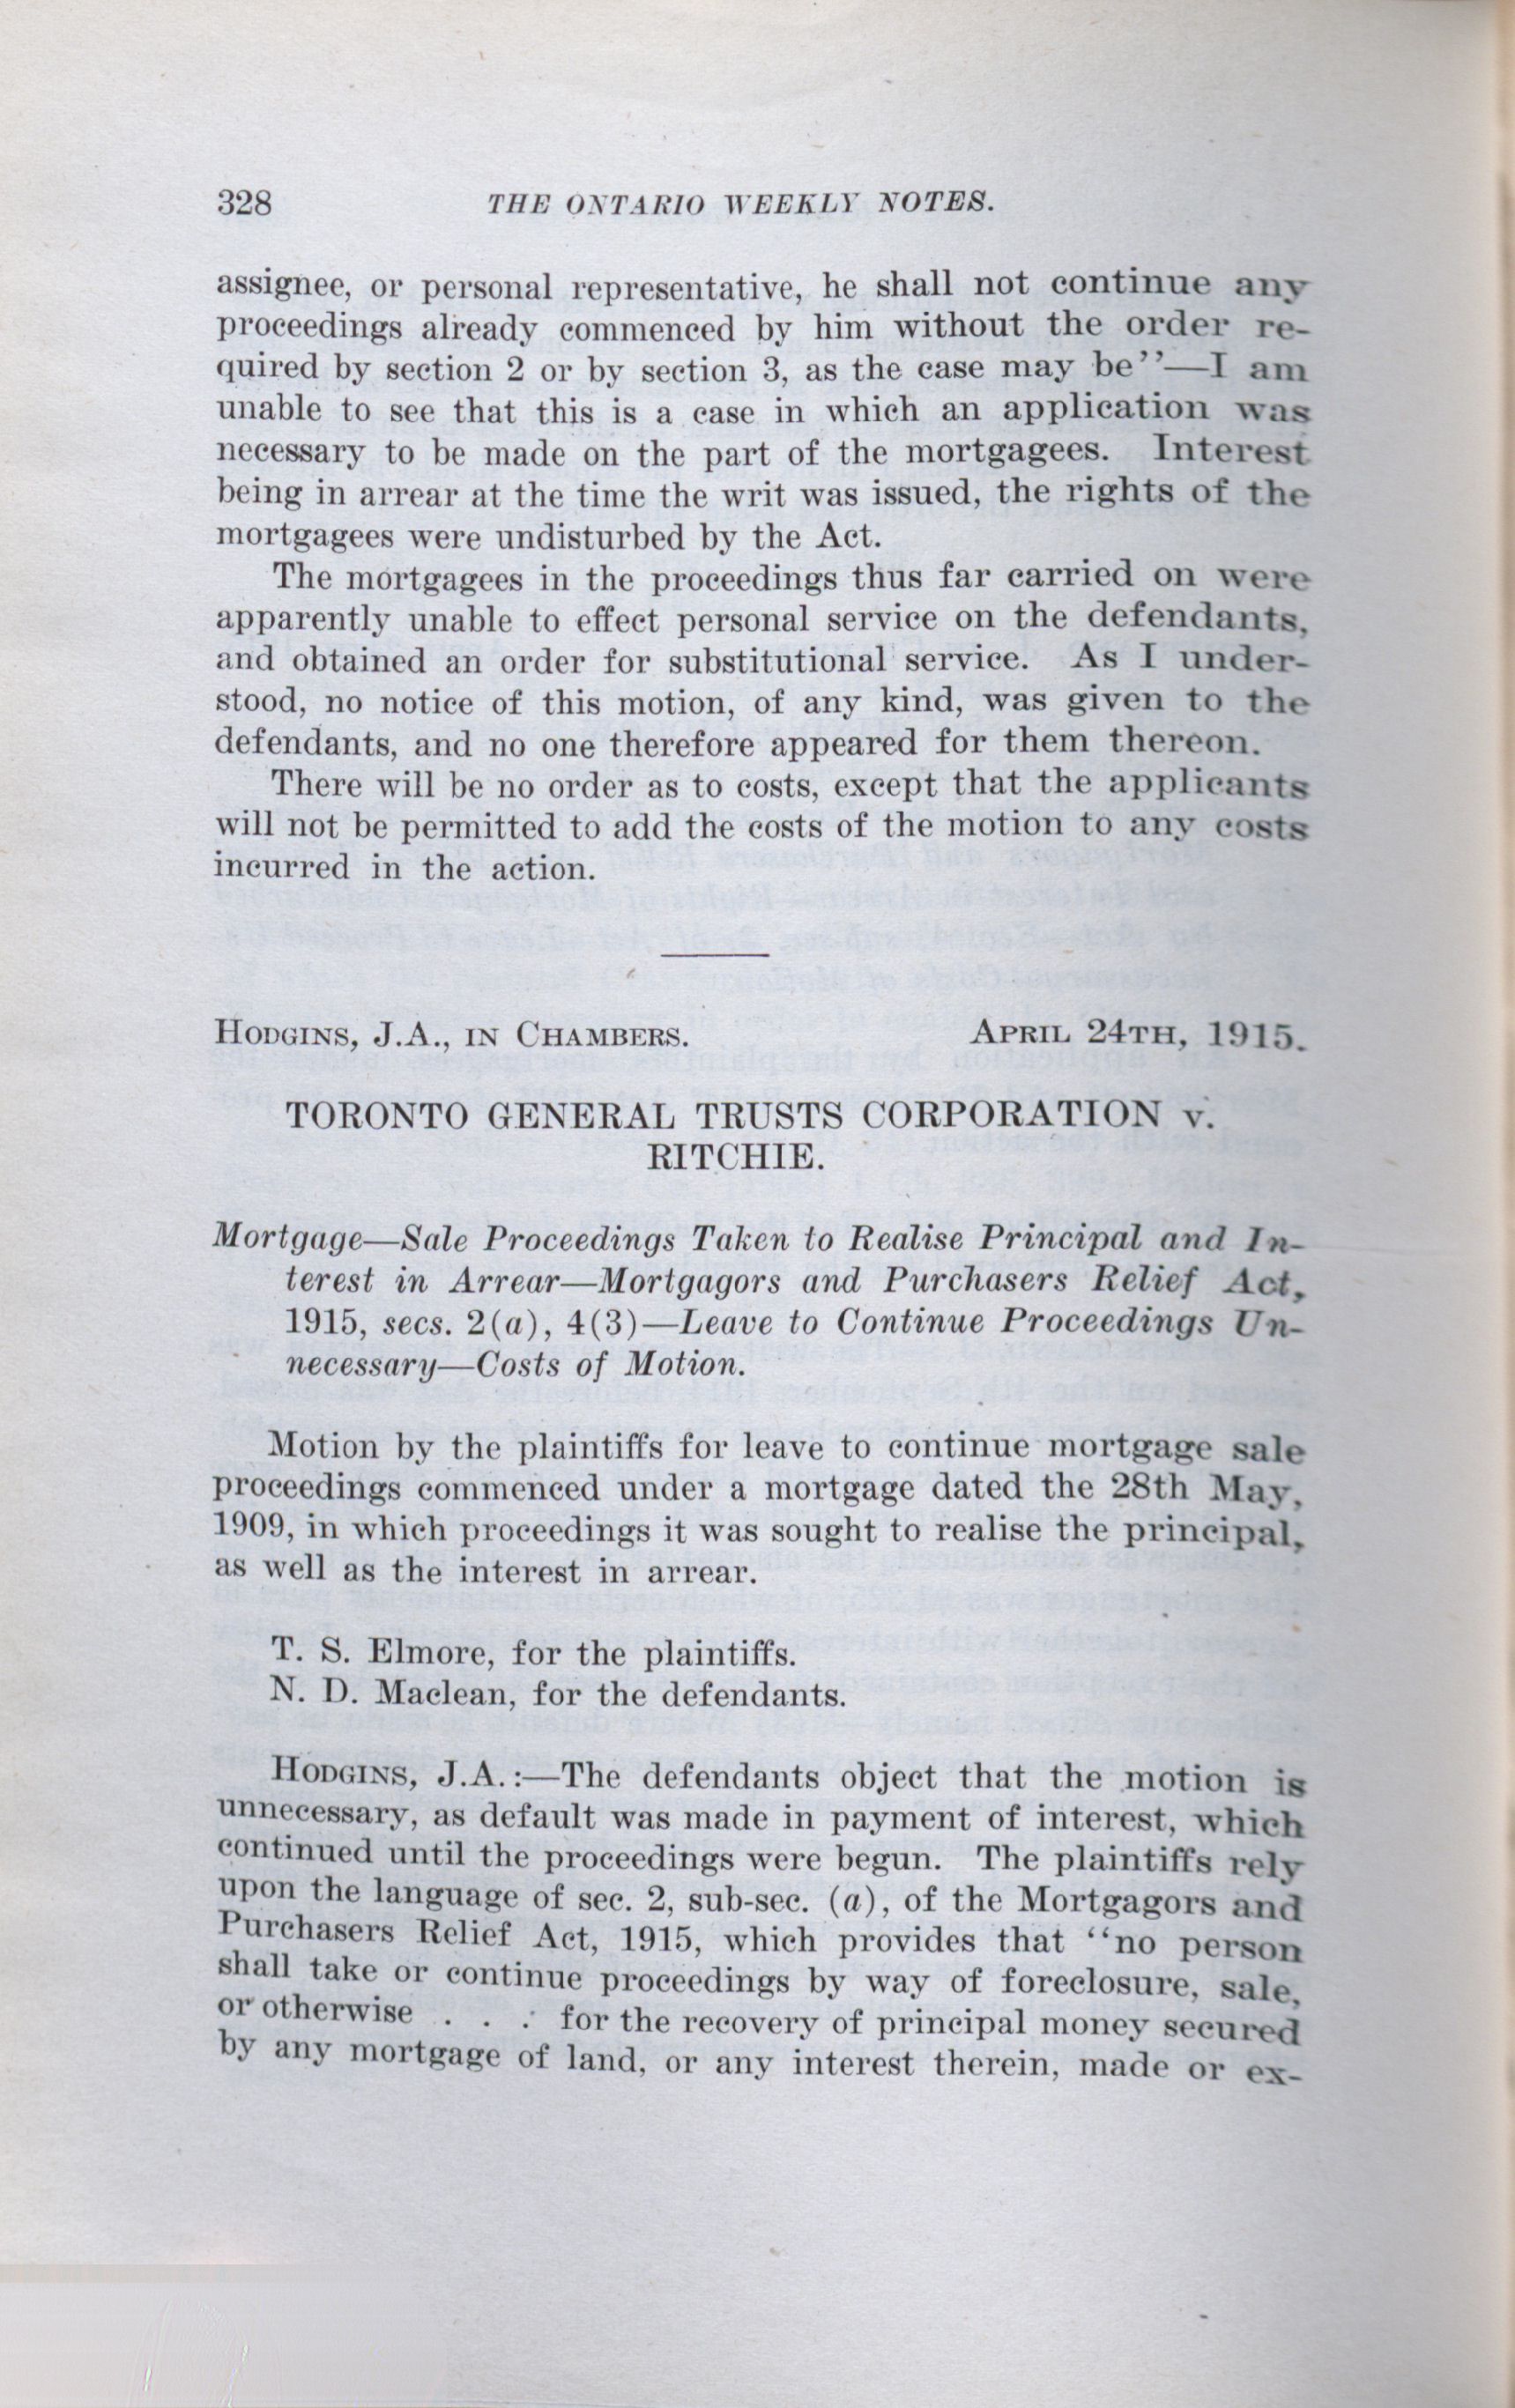 328 THE ONTARIO WEEKLY NOTES.
assignee, or personal representative, he shall not continue any
proceedings already commenced by him without the order re-
quired by section 2 or by section 3, as the case may be’’—I am
unable to see that this is a case in which an application was
necessary to be made on the part of the mortgagees. Interest
being in arrear at the time the writ was issued, the rights of the
mortgagees were undisturbed by the Act.
The mortgagees in the proceedings thus far carried on were
apparently unable to effect personal service on the defendants,
and obtained an order for substitutional service. As I under-
stood, no notice of this motion, of any kind, was given to the
defendants, and no one therefore appeared for them thereon.
There will be no order as to costs, except that the applicants
will not be permitted to add the costs of the motion to any costs
incurred in the action.
HODGINS, J.A., IN CHAMBERS. APRIL 24TH, 1915.
TORONTO GENERAL TRUSTS CORPORATION v.
RITCHIE.
Mortgage—Sale Proceedings Taken to Realise Principal and In-
terest in Arrear—Mortgagors and Purchasers Relief Act,
1915, secs. 2(a), 4(3)—Leave to Continue Proceedings Un-
necessary—Costs of Motion.
Motion by the plaintiffs for leave to continue mortgage sale
proceedings commenced under a mortgage dated the 28th May,
1909, in which proceedings it was sought to realise the principal,
as well as the interest in arrear.
T. S. Elmore, for the plaintiffs.
N. D. Maclean, for the defendants.
HODGINS, J.A.:—The defendants object that the motion is
unnecessary, as default was made in payment of interest, which
continued until the proceedings were begun. The plaintiffs rely
upon the language of sec. 2, sub-sec. (a), of the Mortgagors and
Purchasers Relief Act, 1915, which provides that ‘‘no person
shall take or continue proceedings by way of foreclosure, sale,
or otherwise . . . for the recovery of principal money secured
by any mortgage of land, or any interest therein, made or ex-